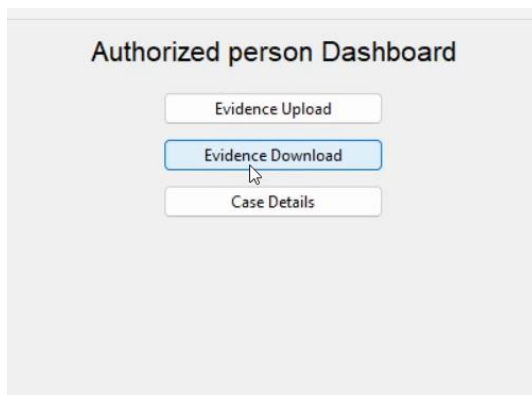 Authorized person Dashboard
Evidence Upload
Evidence Download
Case Details